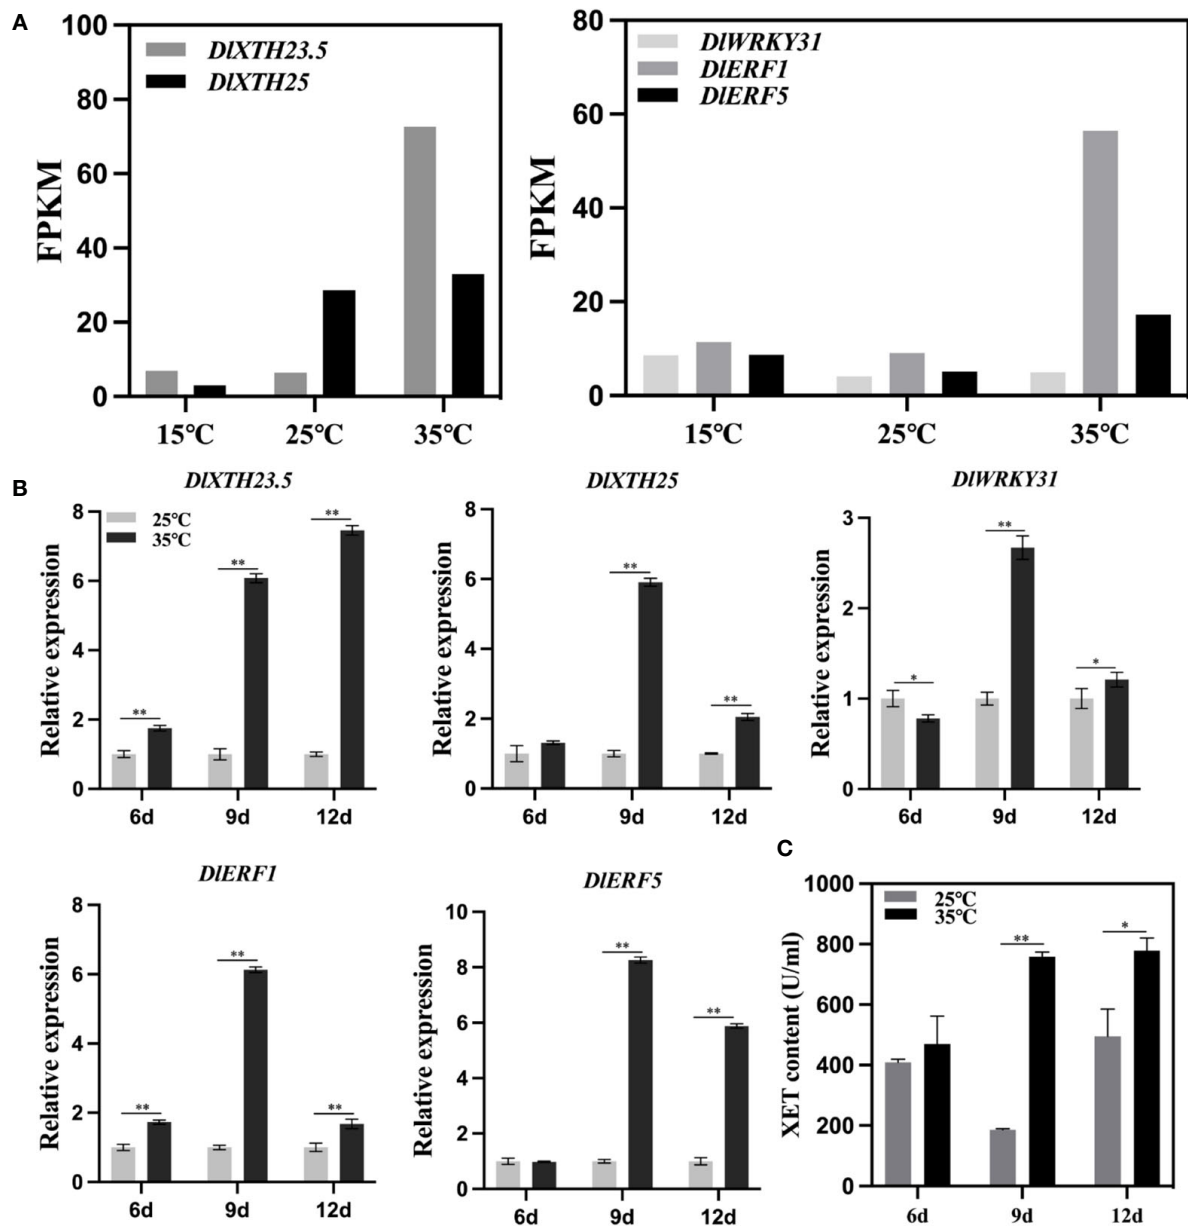 A
100
80
60
40
20
0
FPKM
DlXTH23.5
DlXTH25
15°C
25°C
35°C
80
60
40
20
0
FPKM
DlWRKY31
DlERF1
DlERF5
15°C
25°C
35°C
B
DlXTH23.5
8
6
4
2
0
Relative expression
25°C
35°C
**
**
**
6d
9d
12d
DlXTH25
8
6
4
2
0
Relative expression
**
**
6d
9d
12d
DlWRKY31
3
2
1
0
Relative expression
*
**
*
6d
9d
12d
DlERF1
8
6
4
2
0
Relative expression
**
**
**
6d
9d
12d
DlERF5
10
8
6
4
2
0
Relative expression
**
**
6d
9d
12d
C
1000
800
600
400
200
0
XET content (U/ml)
25°C
35°C
**
*
6d
9d
12d